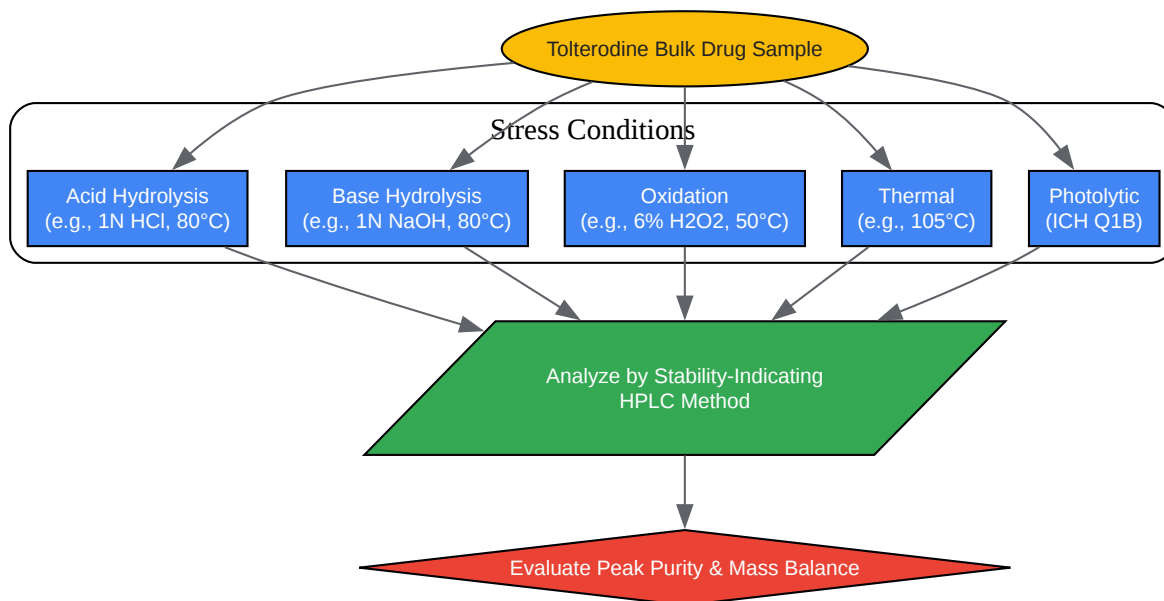 Tolterodine Bulk Drug Sample
Stress Conditions
Acid Hydrolysis
(e.g., 1N HCl, 80°C)
Base Hydrolysis
(e.g., 1N NaOH, 80°C)
Oxidation
(e.g., 6% H2O2, 50°C)
Thermal
(e.g., 105°C)
Photolytic
(ICH Q1B)
Analyze by Stability-Indicating
HPLC Method
Evaluate Peak Purity & Mass Balance